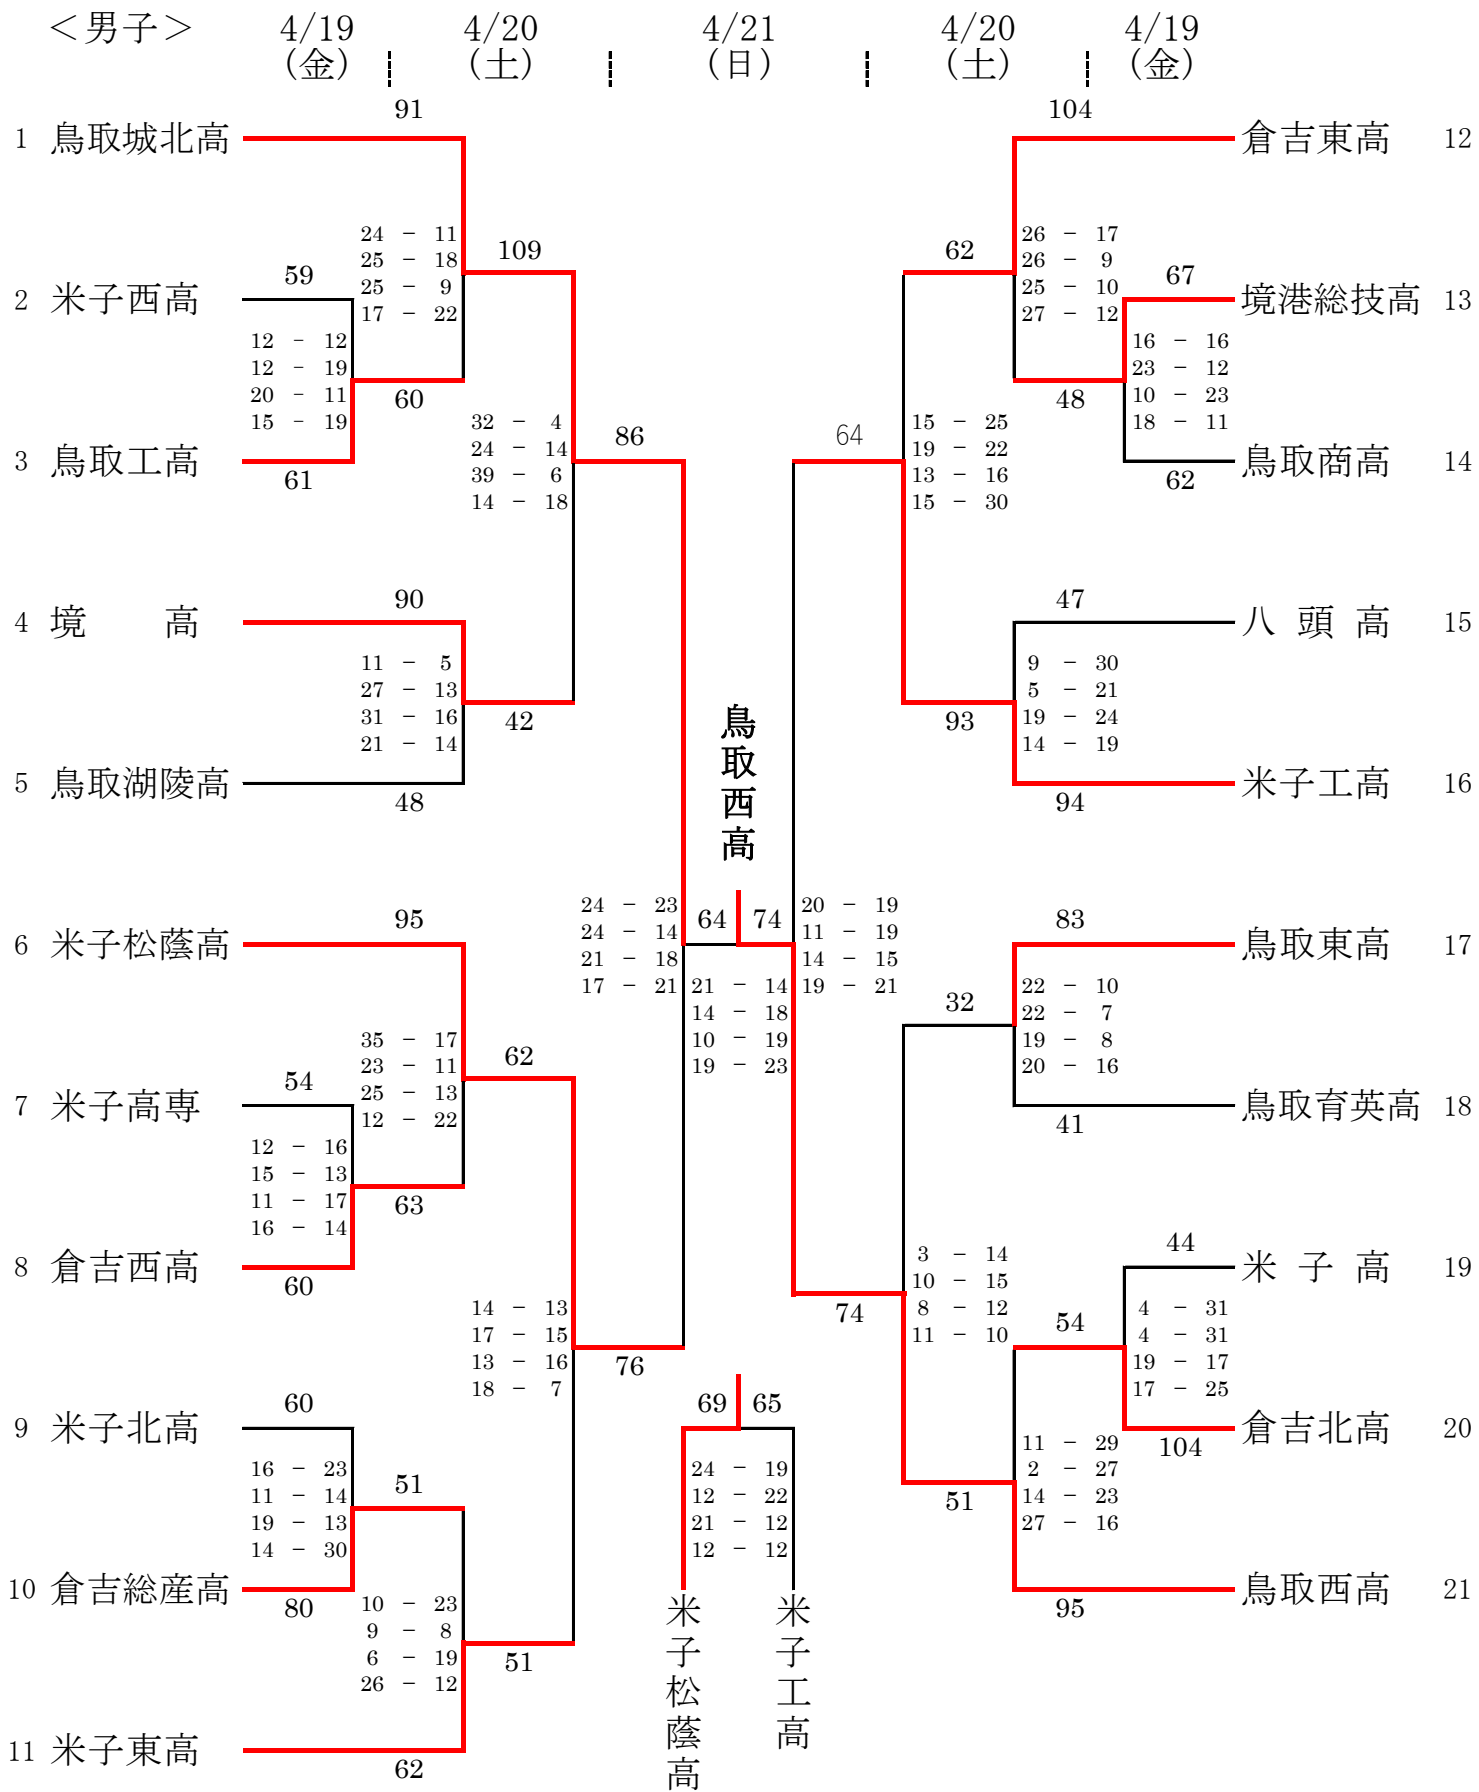 ＜男子＞ 4/19 4/20 4/21 4/20 4/19
(金) (土) (日) (土) (金)
91 104
1 鳥取城北高 倉吉東高 12
24 - 11
25 - 18
25 - 9
17 - 22
109
62
26 - 17
26 - 9
25 - 10
27 - 12
59 67
2 米子西高 境港総技高 13
12 - 12
12 - 19
20 - 11
15 - 19
60
48
16 - 16
23 - 12
10 - 23
18 - 11
3 鳥取工高 鳥取商高 14
61 62
32 - 4
24 - 14
39 - 6
14 - 18
86 64
15 - 25
19 - 22
13 - 16
15 - 30
90 47
4 境 高 八頭高 15
11 - 5
27 - 13
31 - 16
21 - 14
42
93
9 - 30
5 - 21
19 - 24
14 - 19
5 鳥取湖陵高 米子工高 16
48 94
鳥取西高
95 83
6 米子松蔭高 鳥取東高 17
24 - 23
24 - 14
21 - 18
17 - 21
64 74
20 - 19
11 - 19
14 - 15
19 - 21
21 - 14
14 - 18
10 - 19
19 - 23
35 - 17
23 - 11
25 - 13
12 - 22
62
32
22 - 10
22 - 7
19 - 8
20 - 16
54
7 米子高専 鳥取育英高 18
41
12 - 16
15 - 13
11 - 17
16 - 14
63
8 倉吉西高 米子高 19
60 44
14 - 13
17 - 15
13 - 16
18 - 7
76 74
3 - 14
10 - 15
8 - 12
11 - 10
54
4 - 31
4 - 31
19 - 17
17 - 25
60
9 米子北高 倉吉北高 20
104
16 - 23
11 - 14
19 - 13
14 - 30
51
69 65
24 - 19
12 - 22
21 - 12
12 - 12
51
11 - 29
2 - 27
14 - 23
27 - 16
10 倉吉総産高 鳥取西高 21
80 95
10 - 23
9 - 8
6 - 19
26 - 12
51
米子松蔭高
米子工高
11 米子東高
62